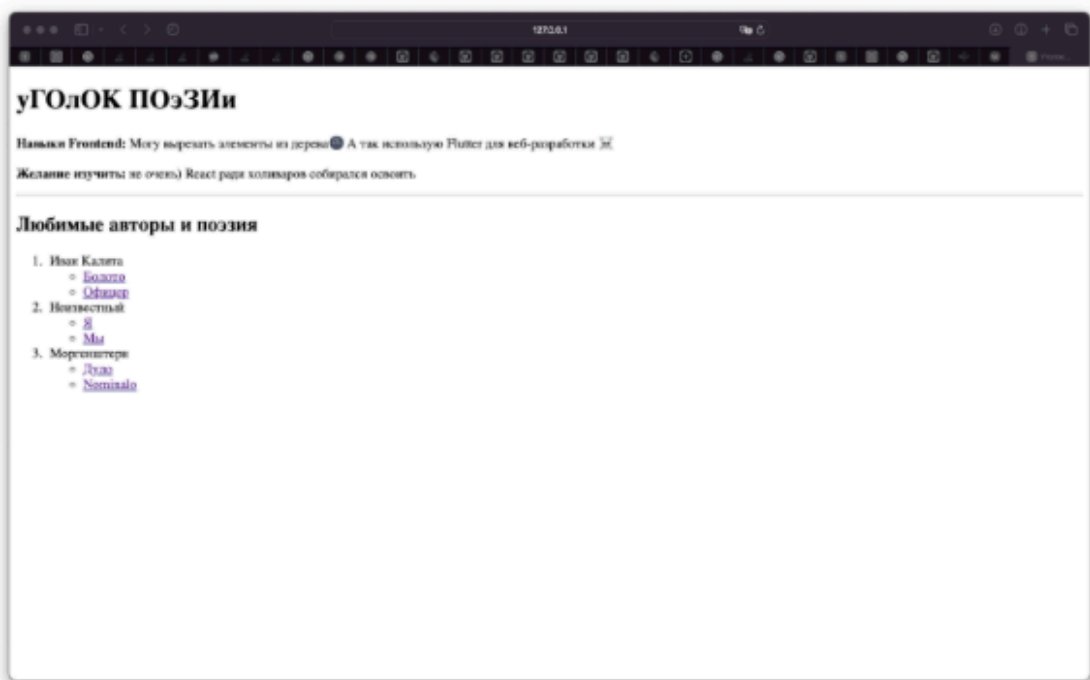 127.0.0.1
уГОлОК ПОэЗИи
Навыки Frontend: Могу вырезать элементы из дерева🌚 А так использую Flutter для веб-разработки ☠️
Желание изучить: не очень) React ради холиваров собирался освоить
Любимые авторы и поэзия
1. Иван Калита
Болото
Офицер
2. Неизвестный
Я
Мы
3. Моргенштерн
Дуло
Nominalo